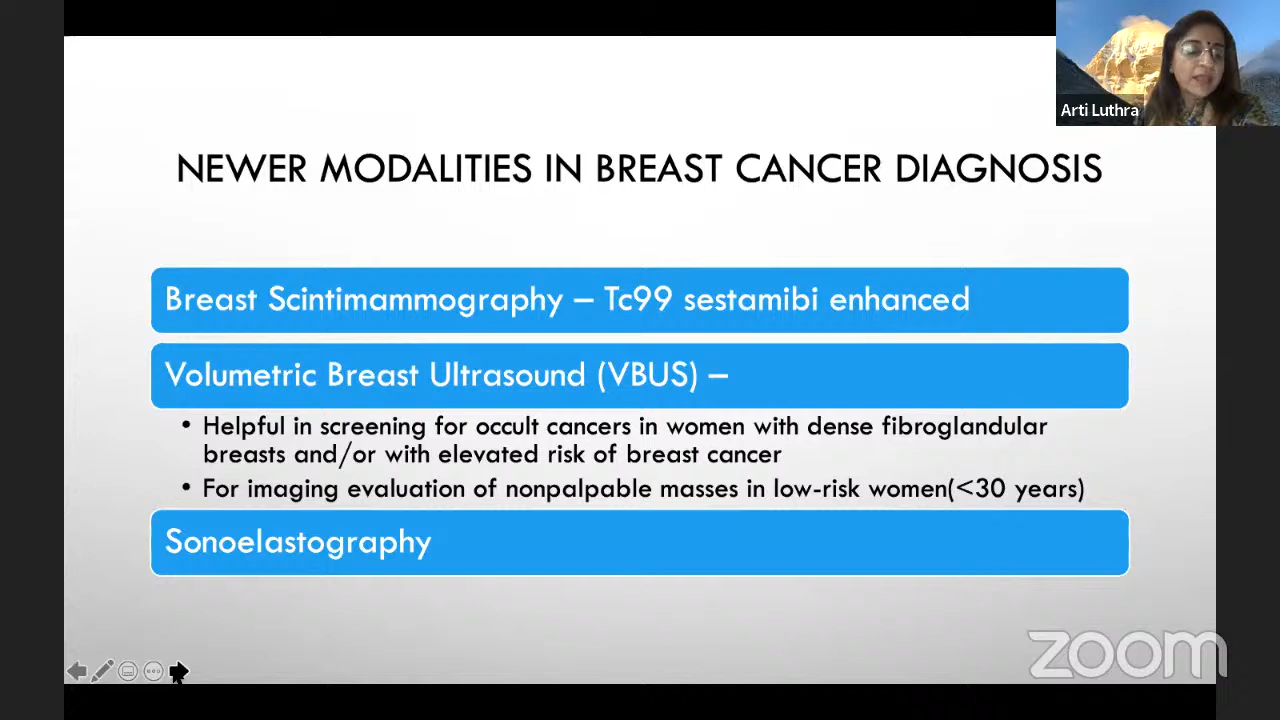 Arti Luthra
NEWER MODALITIES IN BREAST CANCER DIAGNOSIS
Breast Scintimammography – Tc99 sestamibi enhanced
Volumetric Breast Ultrasound (VBUS) –
• Helpful in screening for occult cancers in women with dense fibroglandular
breasts and/or with elevated risk of breast cancer
• For imaging evaluation of nonpalpable masses in low-risk women(<30 years)
Sonoelastography
zoom